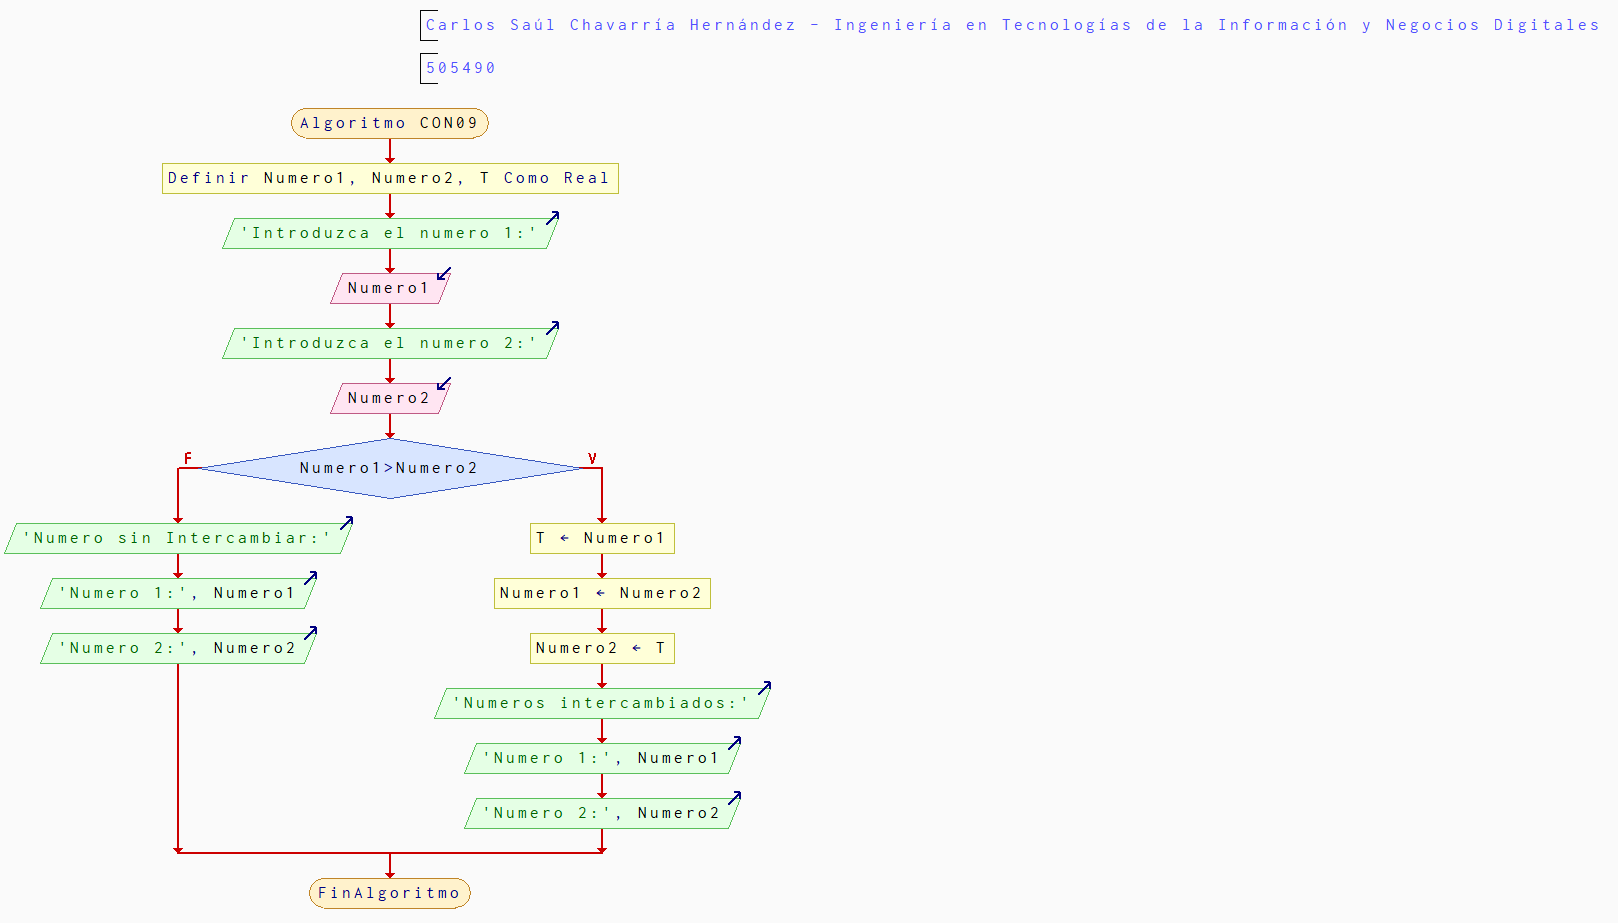 Carlos Saúl Chavarría Hernández - Ingeniería en Tecnologías de la Información y Negocios Digitales
505490
Algoritmo CON09
Definir Numero1, Numero2, T Como Real
'Introduzca el numero 1:'
Numero1
'Introduzca el numero 2:'
Numero2
F
V
Numero1>Numero2
'Numero sin Intercambiar:'
'Numero 1:', Numero1
'Numero 2:', Numero2
T ← Numero1
Numero1 ← Numero2
Numero2 ← T
'Numeros intercambiados:'
'Numero 1:', Numero1
'Numero 2:', Numero2
FinAlgoritmo